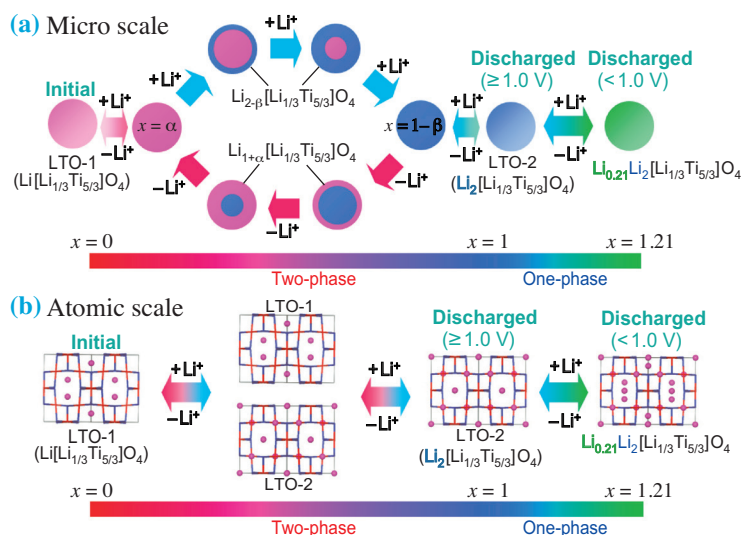 (a) Micro scale
+Li⁺
+Li⁺
+Li⁺
Li₂₋β[Li₁/₃Ti₅/₃]O₄
Initial
+Li⁺
−Li⁺
x = α
LTO-1
(Li[Li₁/₃Ti₅/₃]O₄)
Li₁₊α[Li₁/₃Ti₅/₃]O₄
−Li⁺
−Li⁺
−Li⁺
x = 1−β
+Li⁺
−Li⁺
Discharged
(≥1.0 V)
LTO-2
(Li₂[Li₁/₃Ti₅/₃]O₄)
+Li⁺
−Li⁺
Discharged
(<1.0 V)
Li₀.₂₁Li₂[Li₁/₃Ti₅/₃]O₄
x = 0
x = 1
x = 1.21
Two-phase
One-phase
(b) Atomic scale
Initial
LTO-1
(Li[Li₁/₃Ti₅/₃]O₄)
+Li⁺
−Li⁺
LTO-1
LTO-2
+Li⁺
−Li⁺
Discharged
(≥1.0 V)
LTO-2
(Li₂[Li₁/₃Ti₅/₃]O₄)
+Li⁺
−Li⁺
Discharged
(<1.0 V)
Li₀.₂₁Li₂[Li₁/₃Ti₅/₃]O₄
x = 0
x = 1
x = 1.21
Two-phase
One-phase